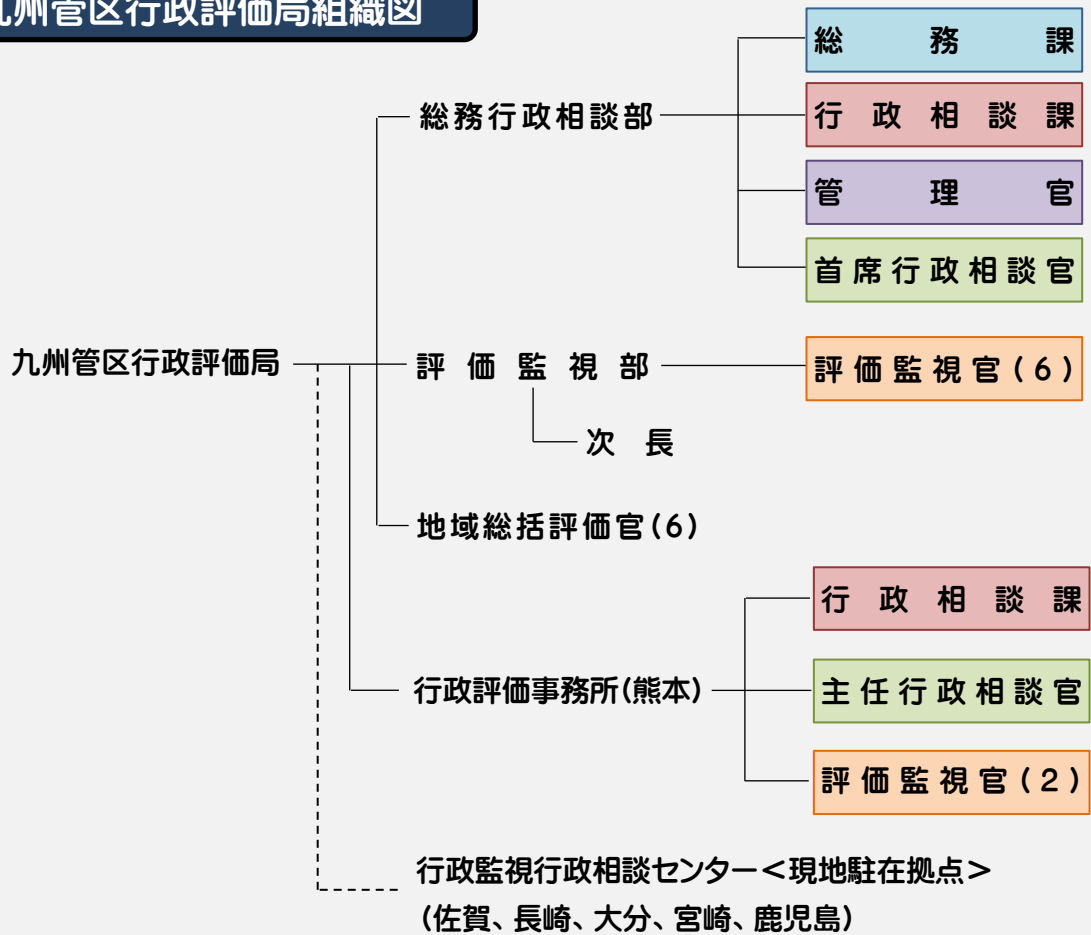 九州管区行政評価局組織図
総務課
総務行政相談部
行政相談課
管理官
首席行政相談官
九州管区行政評価局
評価監視部
評価監視官(6)
次長
地域総括評価官(6)
行政相談課
行政評価事務所(熊本)
主任行政相談官
評価監視官(2)
行政監視行政相談センター<現地駐在拠点>
(佐賀、長崎、大分、宮崎、鹿児島)